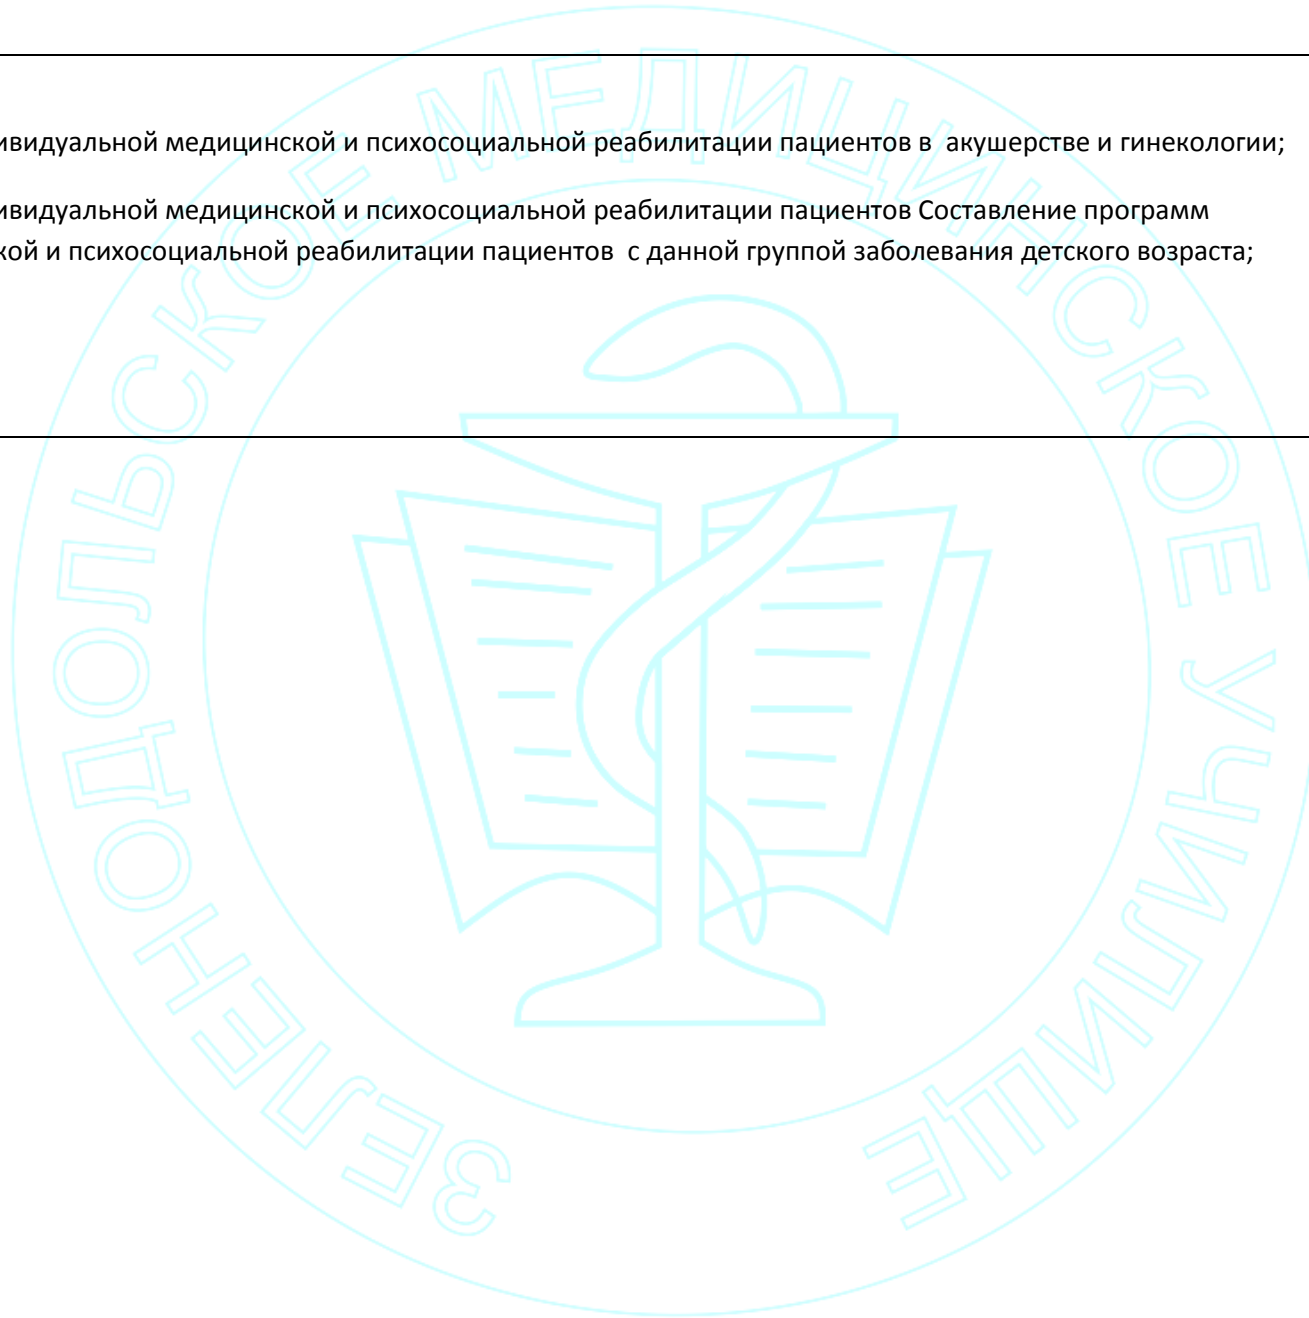 ивидуальной медицинской и психосоциальной реабилитации пациентов в  акушерстве и гинекологии;
ивидуальной медицинской и психосоциальной реабилитации пациентов Составление программ
кой и психосоциальной реабилитации пациентов  с данной группой заболевания детского возраста;
ЗЕЛЕНОДОЛЬСКОЕ МЕДИЦИНСКОЕ УЧИЛИЩЕ